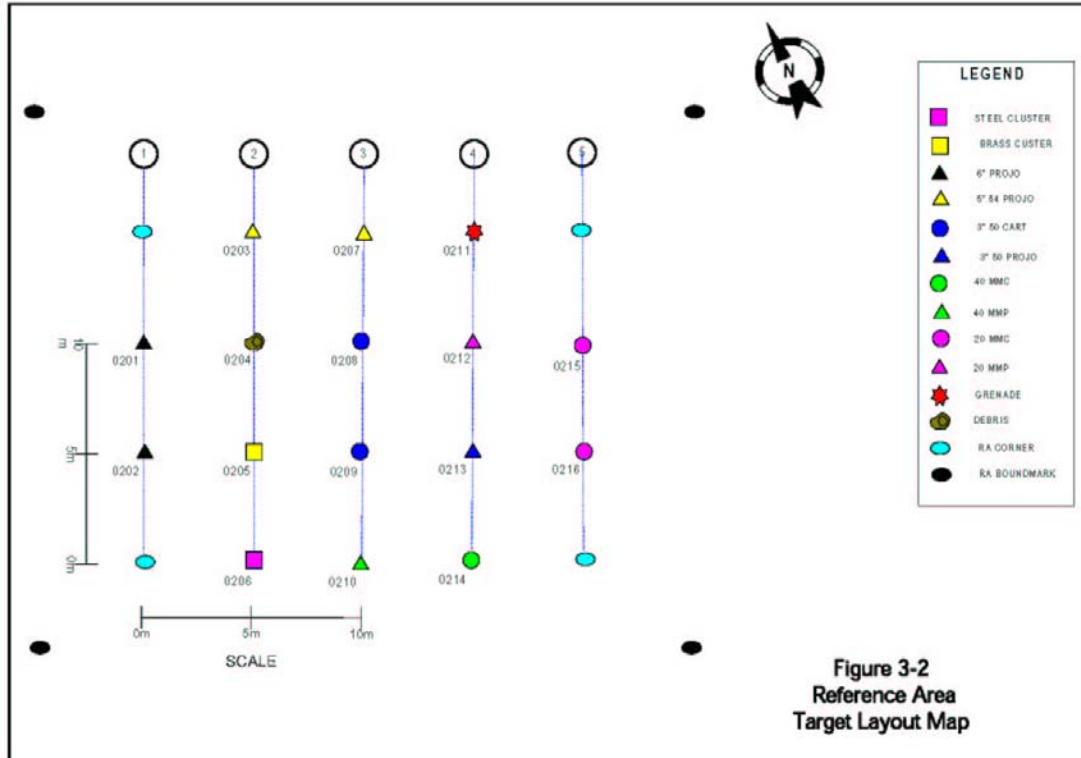 N
LEGEND
STEEL CLUSTER
BRASS CUSTER
6" PROJO
5" 54 PROJO
3" 50 CART
3" 50 PROJO
40 MMC
40 MMP
20 MMC
20 MMP
GRENADE
DEBRIS
RA CORNER
RA BOUNDMARK
1 2 3 4 5
0203 0207 0211
10 m
0201 0204 0208 0212 0215
5m
0202 0205 0209 0213 0216
0m
0206 0210 0214
0m 5m 10m
SCALE
Figure 3-2
Reference Area
Target Layout Map